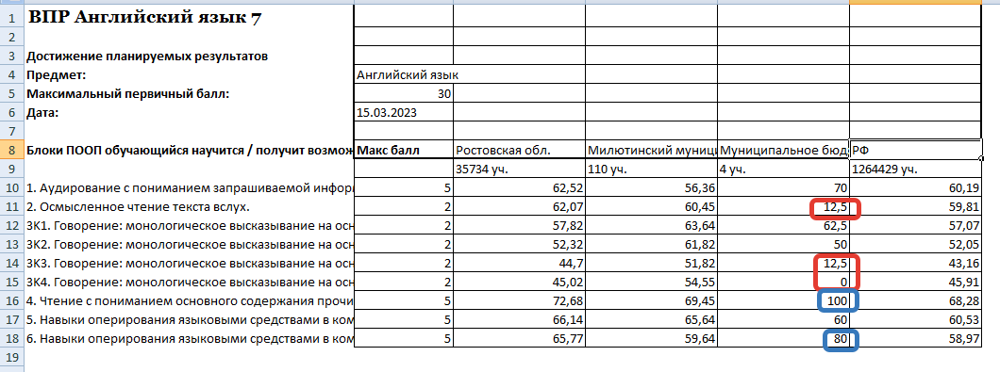 1 ВПР Английский язык 7
2
3 Достижение планируемых результатов
4 Предмет: Английский язык
5 Максимальный первичный балл: 30
6 Дата: 15.03.2023
7
8 Блоки ПООП обучающийся научится / получит возмож Макс балл Ростовская обл. Милютинский муници Муниципальное бюд РФ
9 35734 уч. 110 уч. 4 уч. 1264429 уч.
10 1. Аудирование с пониманием запрашиваемой инфор 5 62,52 56,36 70 60,19
11 2. Осмысленное чтение текста вслух. 2 62,07 60,45 12,5 59,81
12 3К1. Говорение: монологическое высказывание на осн 2 57,82 63,64 62,5 57,07
13 3К2. Говорение: монологическое высказывание на осн 2 52,32 61,82 50 52,05
14 3К3. Говорение: монологическое высказывание на осн 2 44,7 51,82 12,5 43,16
15 3К4. Говорение: монологическое высказывание на осн 2 45,02 54,55 0 45,91
16 4. Чтение с пониманием основного содержания прочи 5 72,68 69,45 100 68,28
17 5. Навыки оперирования языковыми средствами в ком 5 66,14 65,64 60 60,53
18 6. Навыки оперирования языковыми средствами в ком 5 65,77 59,64 80 58,97
19